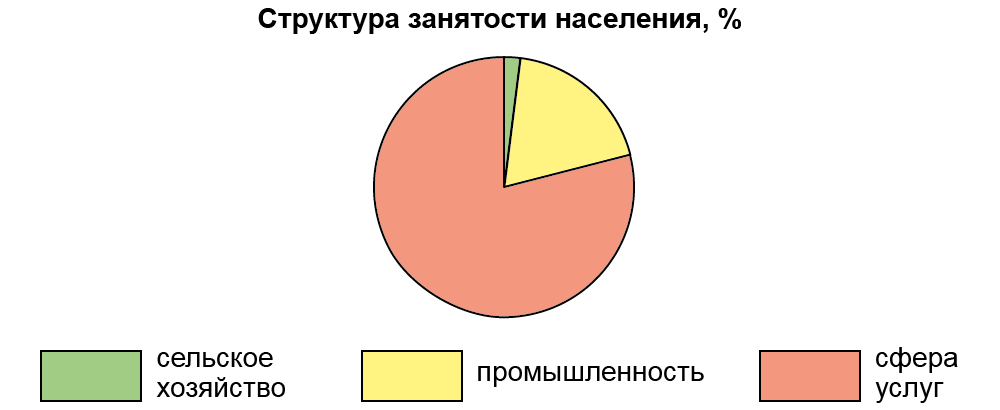 Структура занятости населения, %
сельское
хозяйство
промышленность
сфера
услуг